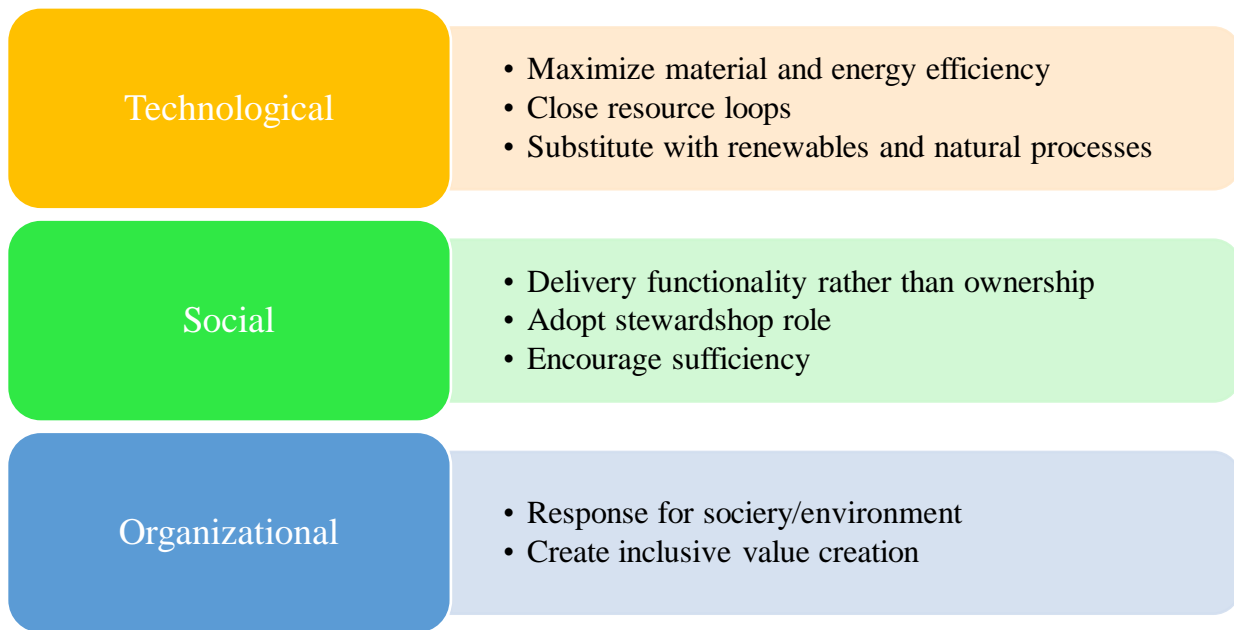 Technological
• Maximize material and energy efficiency
• Close resource loops
• Substitute with renewables and natural processes
Social
• Delivery functionality rather than ownership
• Adopt stewardshop role
• Encourage sufficiency
Organizational
• Response for sociery/environment
• Create inclusive value creation